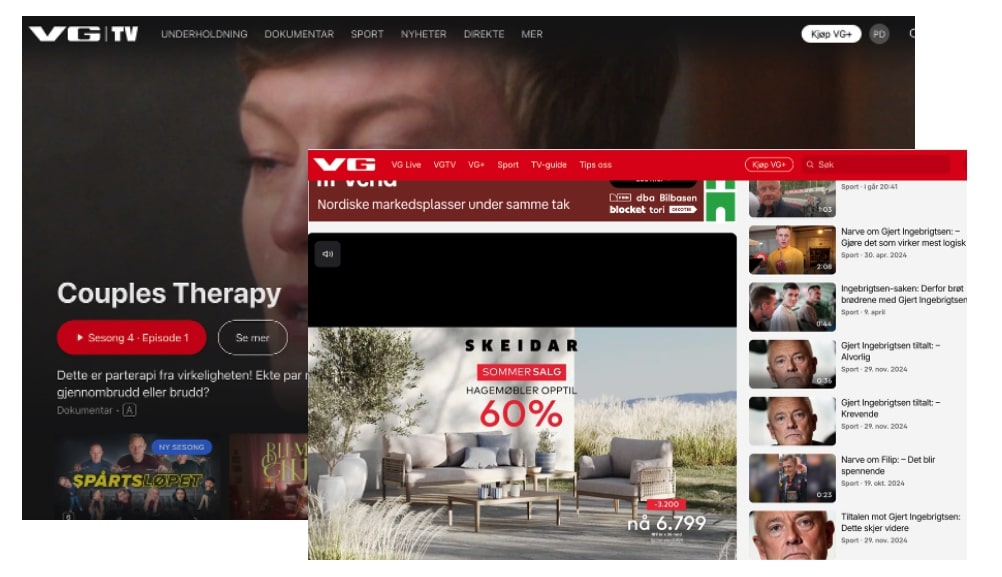 VG TV
UNDERHOLDNING DOKUMENTAR SPORT NYHETER DIREKTE MER
Kjøp VG+
PD
Couples Therapy
Sesong 4 · Episode 1
Se mer
Dette er parterapi fra virkeligheten! Ekte par
gjennombrudd eller brudd?
Dokumentar · A
NY SESONG
SPÅRTSLØPET
VG
VG Live VGTV VG+ Sport TV-guide Tips oss
Kjøp VG+
Søk
Nordiske markedsplasser under samme tak
dba Bilbasen
blocket tori
SKEIDAR
SOMMERSALG
HAGEMØBLER OPPTIL
60%
-3.200
nå 6.799
1:03
Sport · I går 20:41
2:08
Narve om Gjert Ingebrigtsen: –
Gjøre det som virker mest logisk
Sport · 30. apr. 2024
0:44
Ingebrigtsen-saken: Derfor brøt
brødrene med Gjert Ingebrigtsen
Sport · 9. april
0:36
Gjert Ingebrigtsen tiltalt: –
Alvorlig
Sport · 29. nov. 2024
Gjert Ingebrigtsen tiltalt: –
Krevende
Sport · 29. nov. 2024
0:23
Narve om Filip: – Det blir
spennende
Sport · 19. okt. 2024
Tiltalen mot Gjert Ingebrigtsen:
Dette skjer videre
Sport · 29. nov. 2024